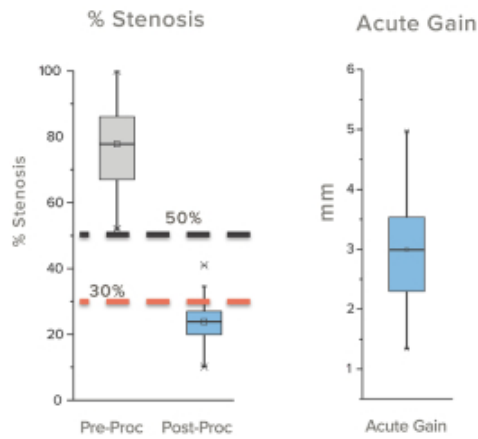 % Stenosis
Acute Gain
100
80
60
40
20
0
% Stenosis
50%
30%
Pre-Proc
Post-Proc
6
5
4
3
2
1
mm
Acute Gain